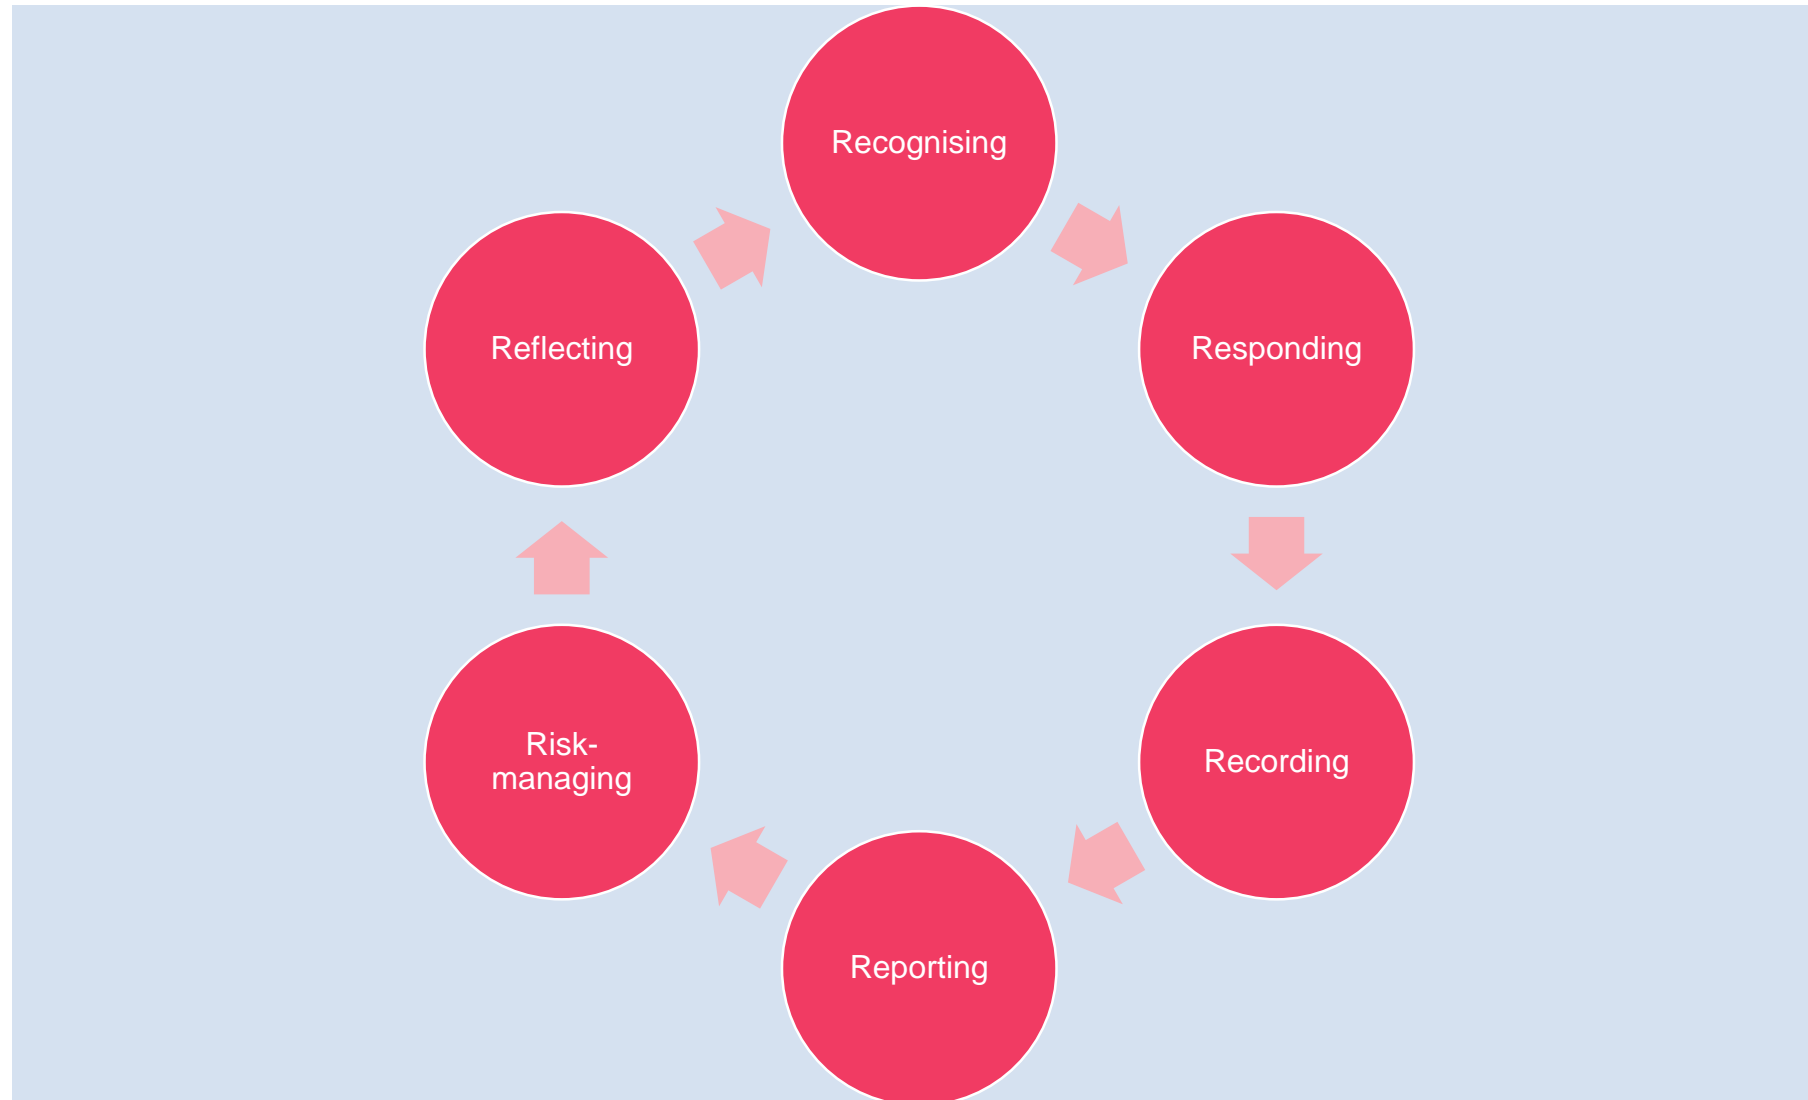 Recognising
Responding
Recording
Reporting
Risk-
managing
Reflecting